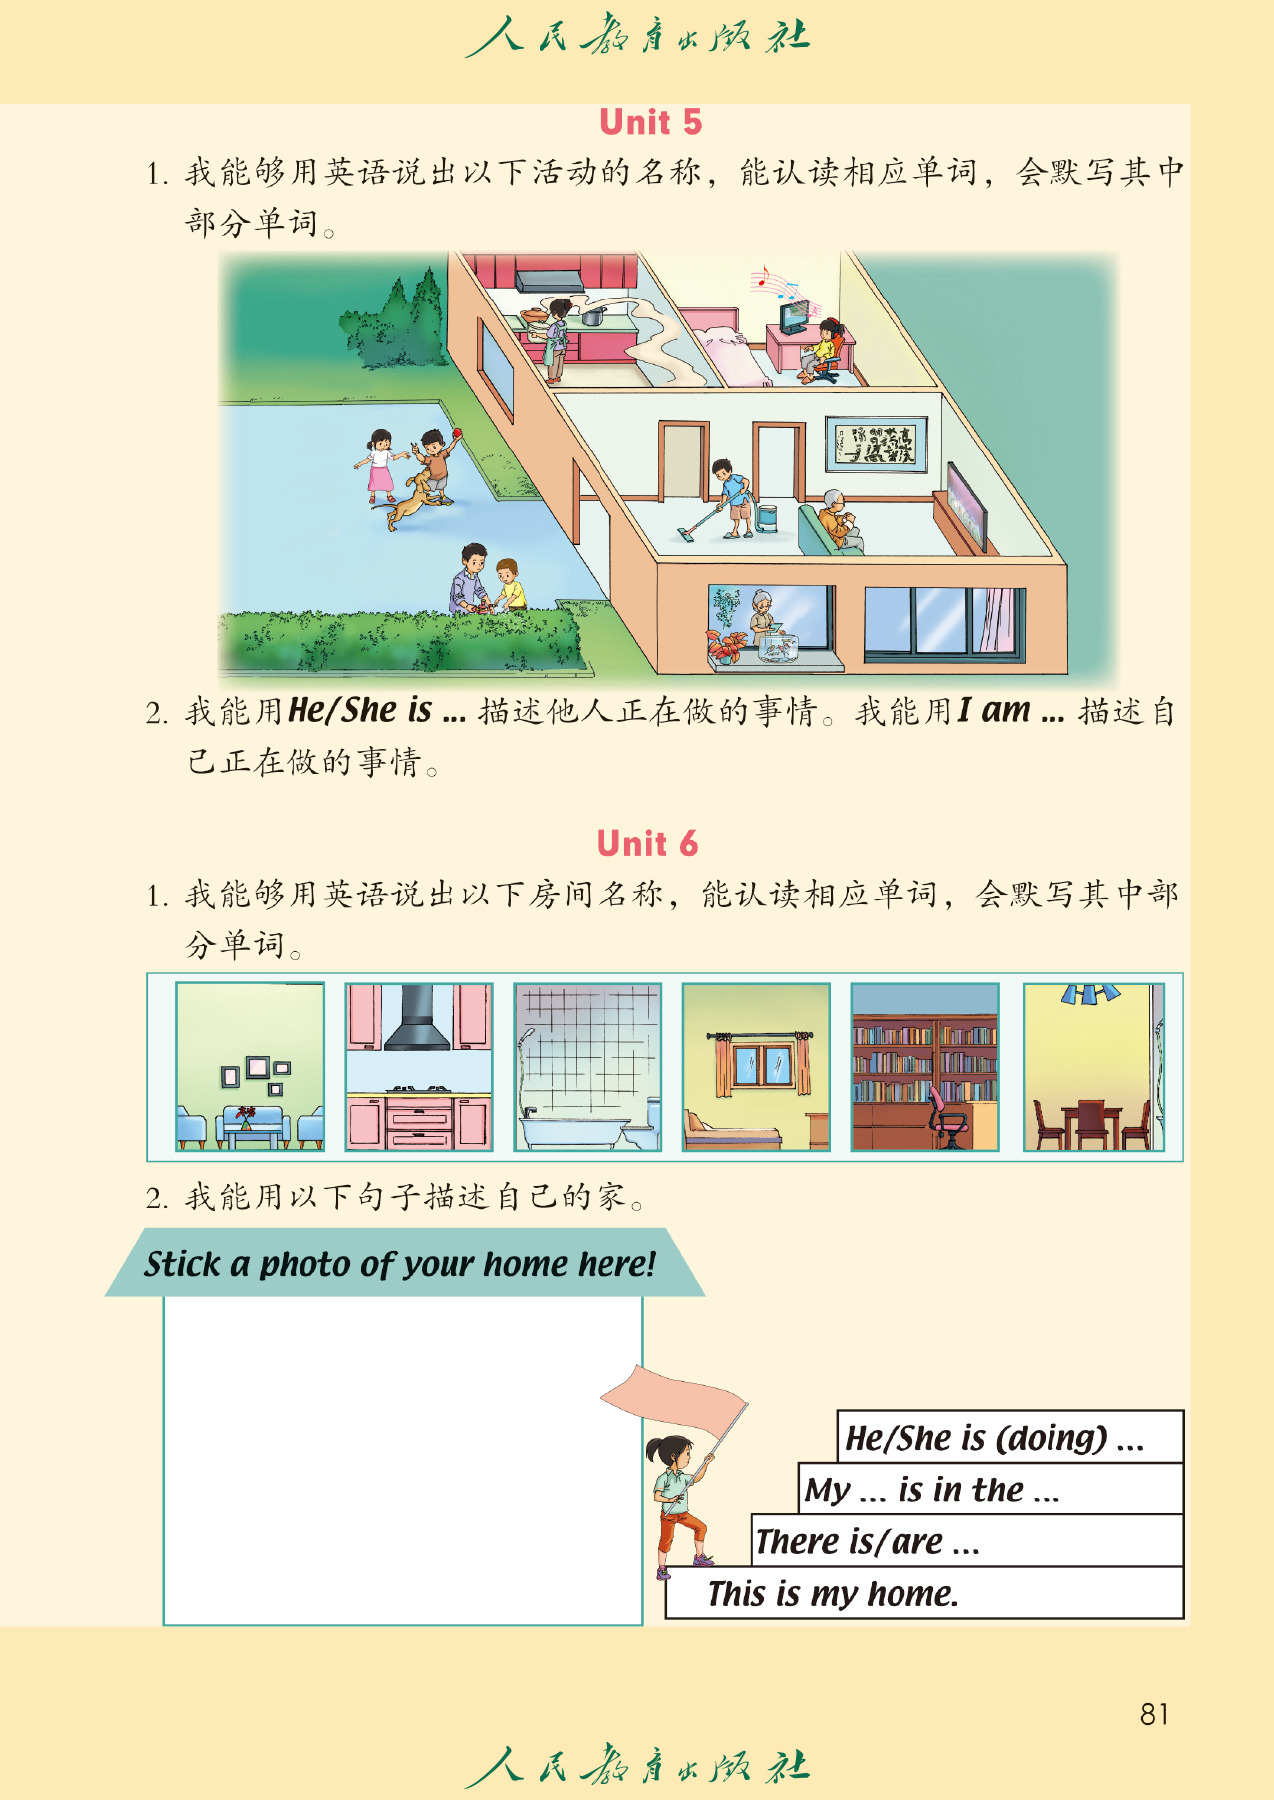 人民教育出版社
Unit 5
1. 我能够用英语说出以下活动的名称，能认读相应单词，会默写其中
部分单词。
2. 我能用He/She is ... 描述他人正在做的事情。我能用I am ... 描述自
己正在做的事情。
Unit 6
1. 我能够用英语说出以下房间名称，能认读相应单词，会默写其中部
分单词。
2. 我能用以下句子描述自己的家。
Stick a photo of your home here!
He/She is (doing) ...
My ... is in the ...
There is/are ...
This is my home.
81
人民教育出版社